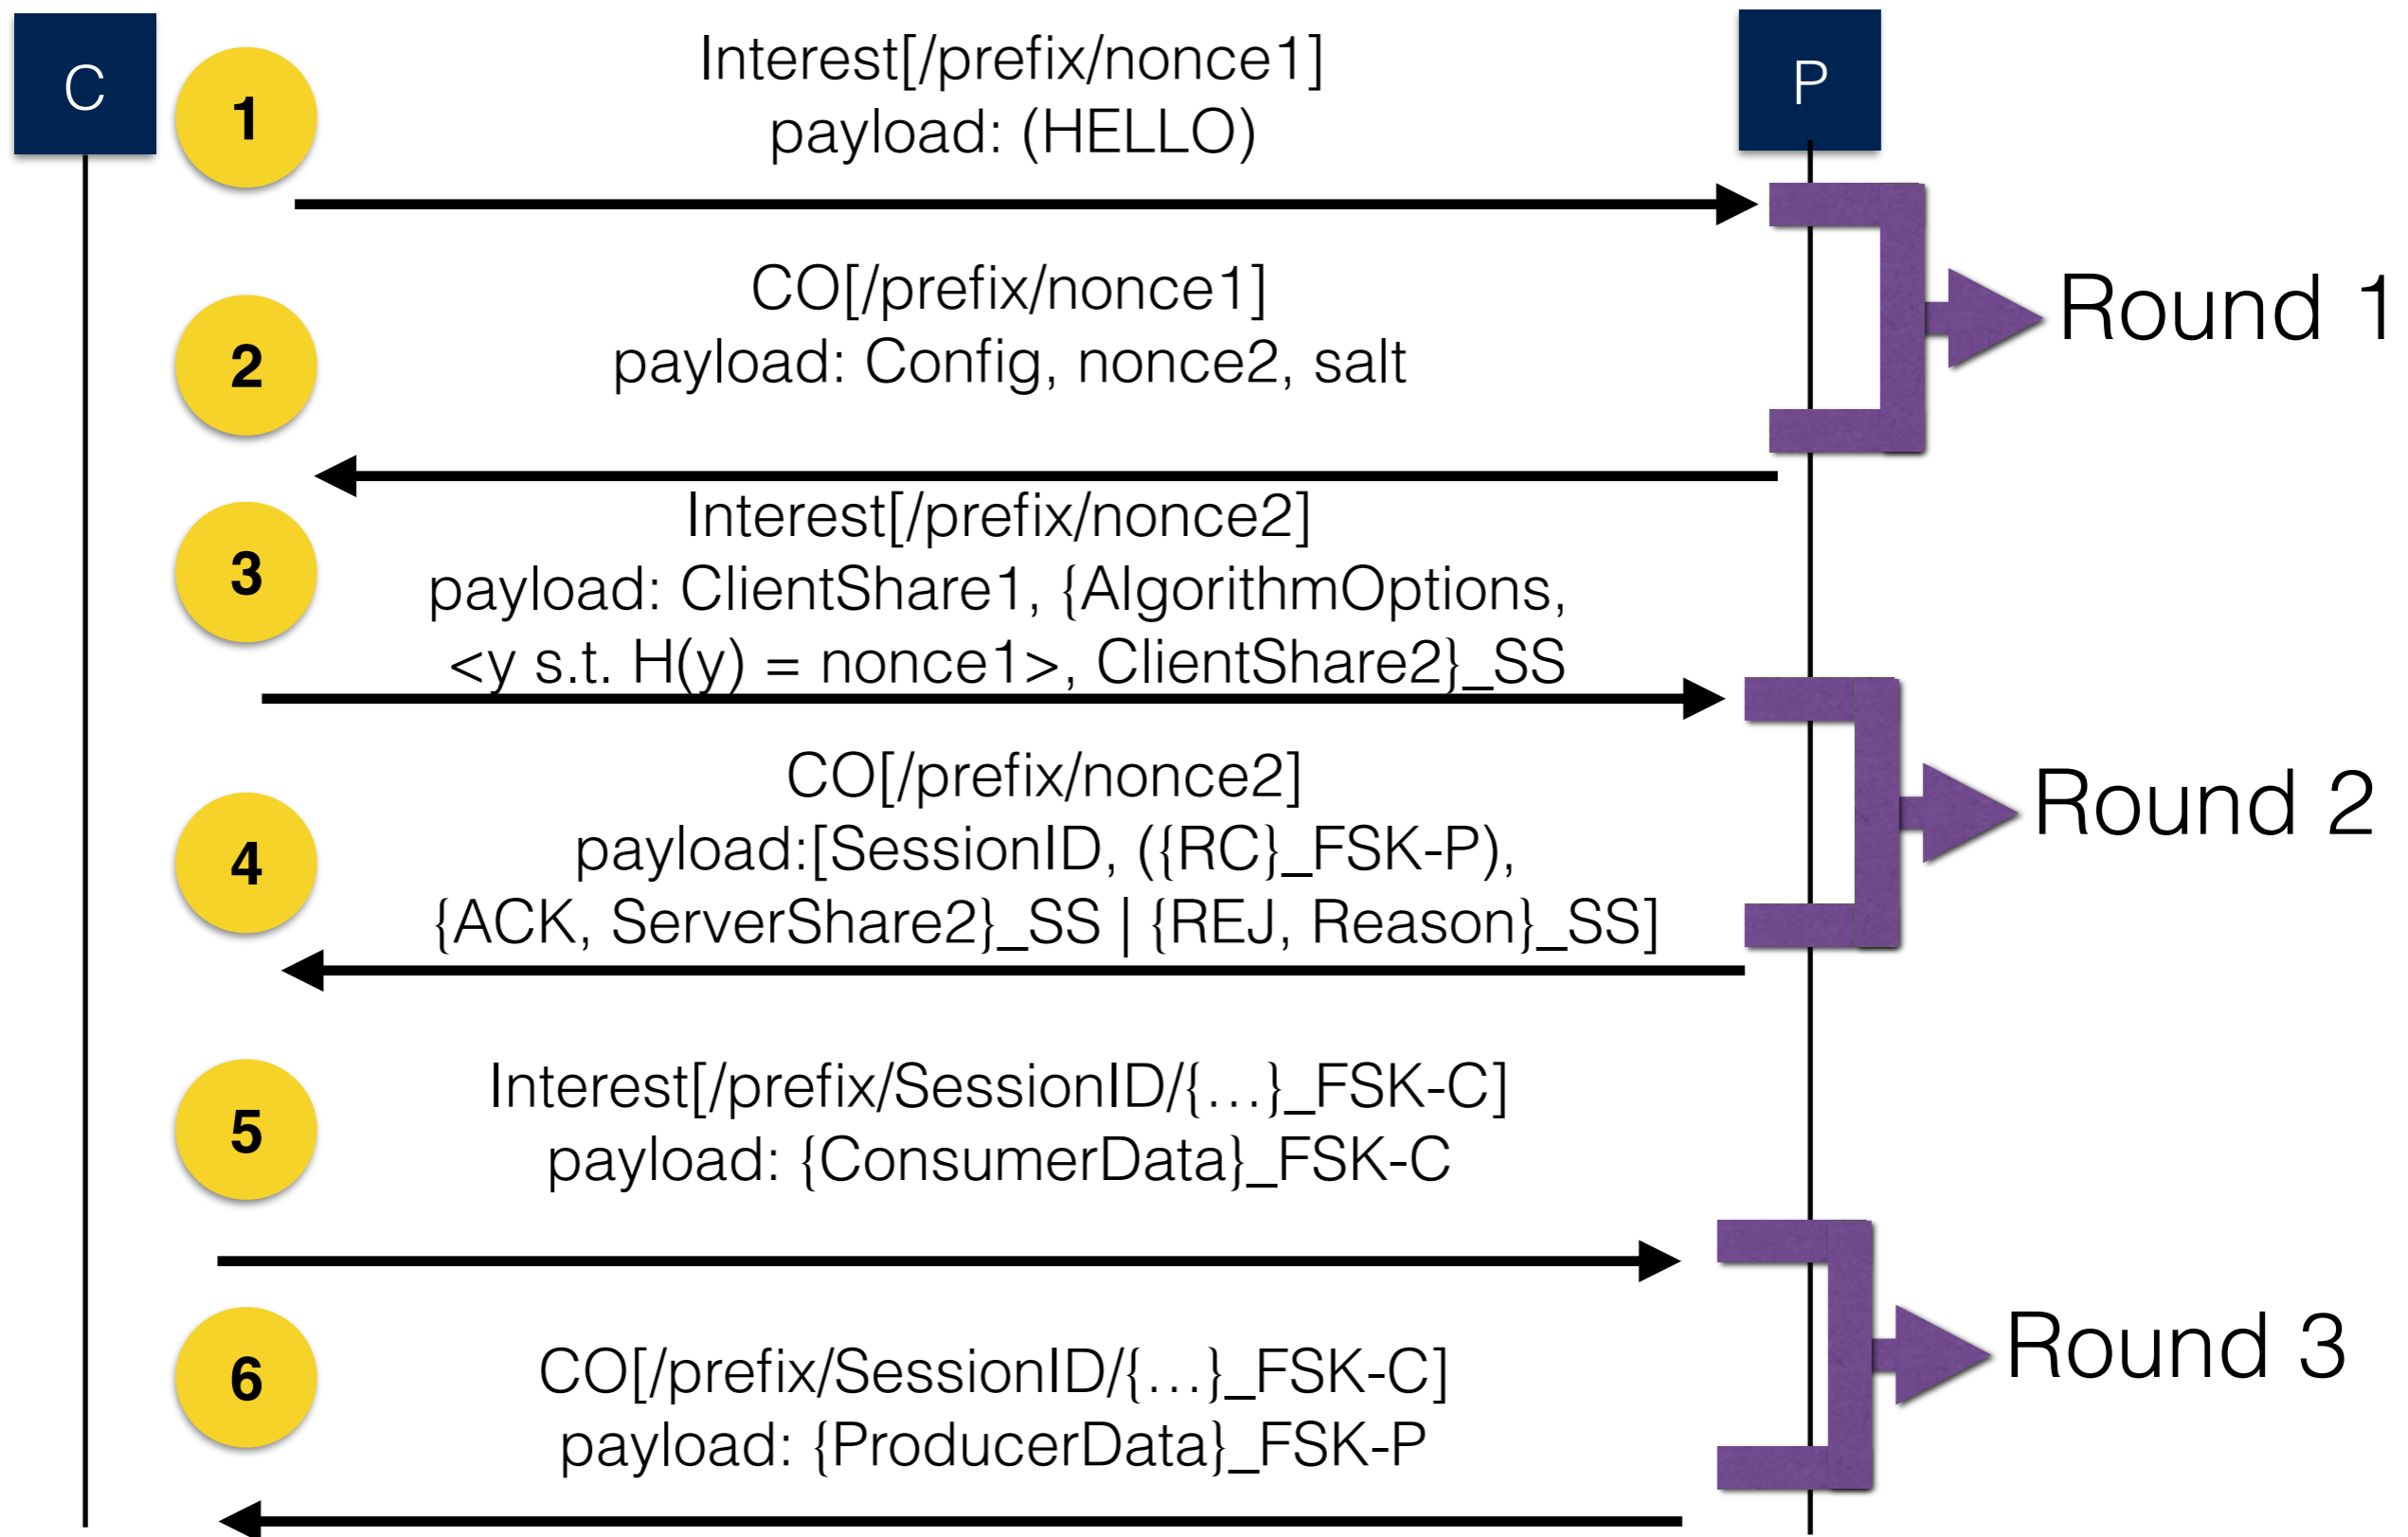 C
P
1
Interest[/prefix/nonce1]
payload: (HELLO)
Round 1
2
CO[/prefix/nonce1]
payload: Config, nonce2, salt
3
Interest[/prefix/nonce2]
payload: ClientShare1, {AlgorithmOptions,
<y s.t. H(y) = nonce1>, ClientShare2}_SS
Round 2
4
CO[/prefix/nonce2]
payload:[SessionID, ({RC}_FSK-P),
{ACK, ServerShare2}_SS | {REJ, Reason}_SS]
5
Interest[/prefix/SessionID/{…}_FSK-C]
payload: {ConsumerData}_FSK-C
Round 3
6
CO[/prefix/SessionID/{…}_FSK-C]
payload: {ProducerData}_FSK-P